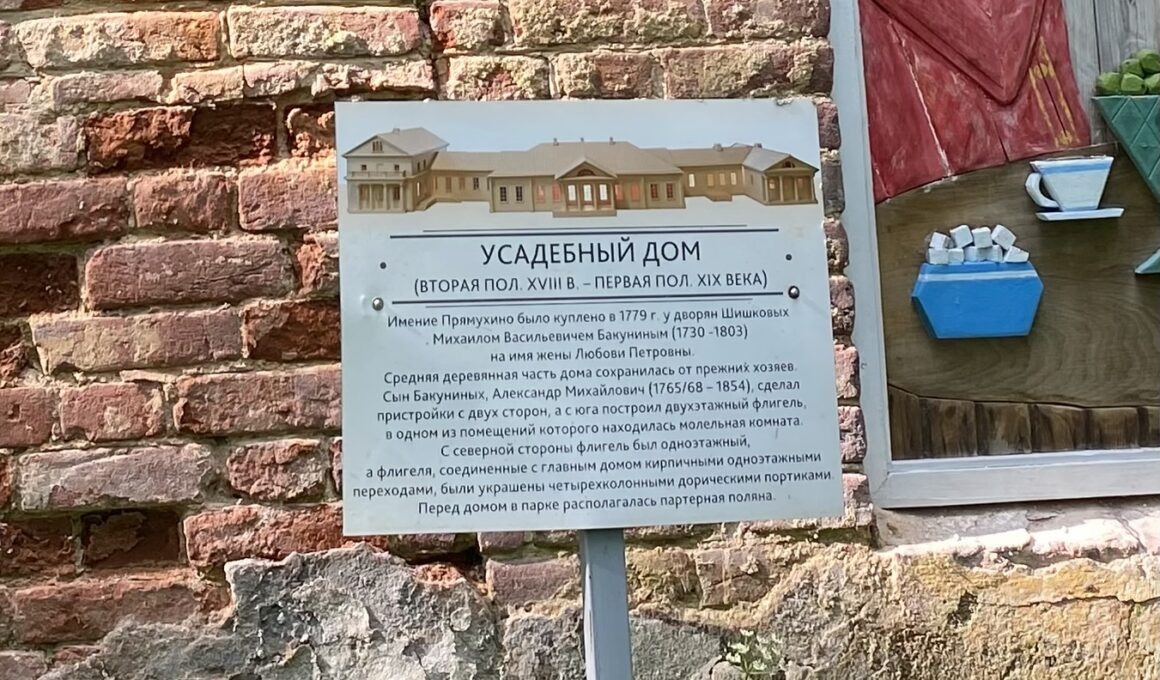 УСАДЕБНЫЙ ДОМ
(ВТОРАЯ ПОЛ. XVIII В. – ПЕРВАЯ ПОЛ. XIX ВЕКА)
Имение Прямухино было куплено в 1779 г. у дворян Шишковых
Михаилом Васильевичем Бакуниным (1730 -1803)
на имя жены Любови Петровны.
Средняя деревянная часть дома сохранилась от прежних хозяев.
Сын Бакуниных, Александр Михайлович (1765/68 – 1854), сделал
пристройки с двух сторон, а с юга построил двухэтажный флигель,
в одном из помещений которого находилась молельная комната.
С северной стороны флигель был одноэтажный,
а флигеля, соединенные с главным домом кирпичными одноэтажными
переходами, были украшены четырехколонными дорическими портиками.
Перед домом в парке располагалась партерная поляна.